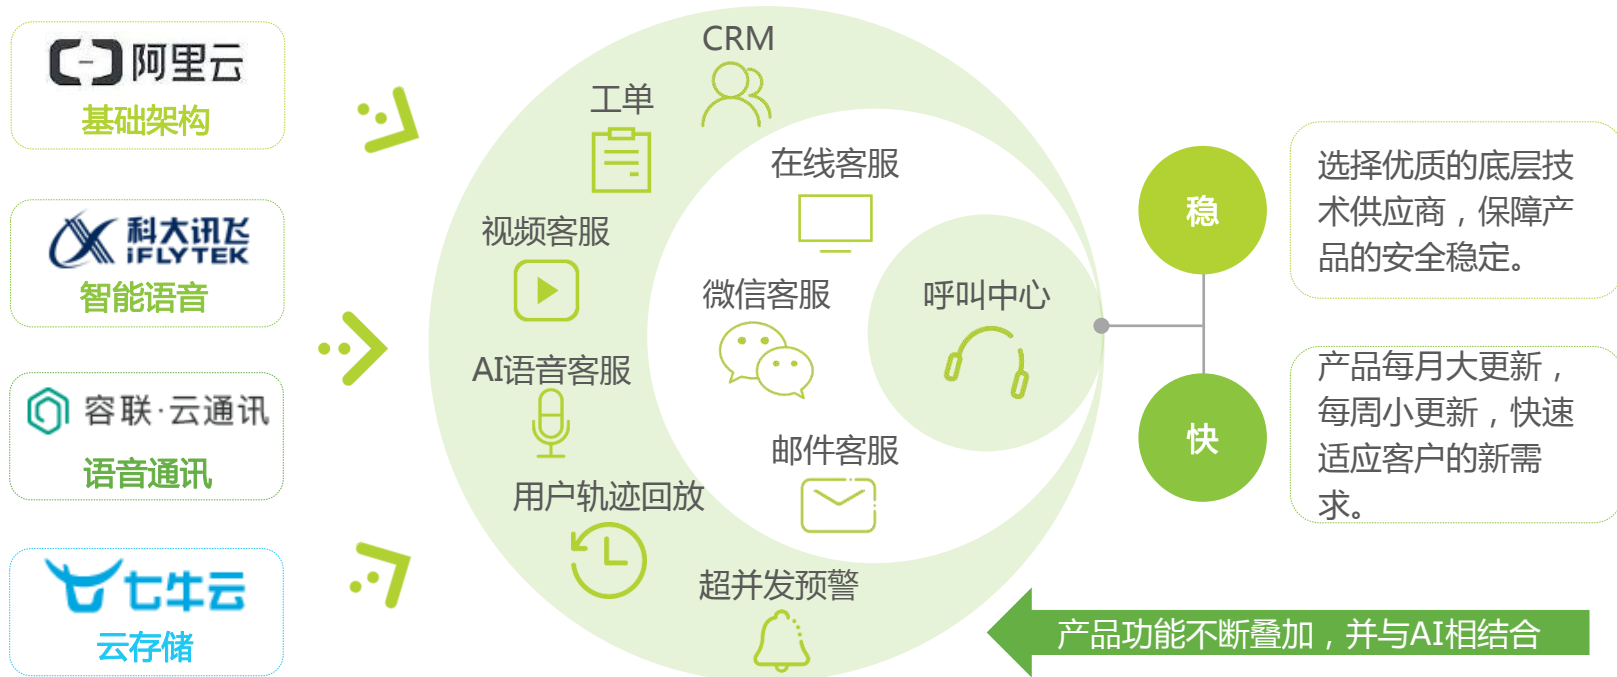 阿里云
基础架构
科大讯飞
iFLYTEK
智能语音
容联·云通讯
语音通讯
七牛云
云存储
CRM
工单
视频客服
AI语音客服
用户轨迹回放
超并发预警
在线客服
微信客服
邮件客服
呼叫中心
稳
选择优质的底层技
术供应商，保障产
品的安全稳定。
快
产品每月大更新，
每周小更新，快速
适应客户的新需
求。
产品功能不断叠加，并与AI相结合